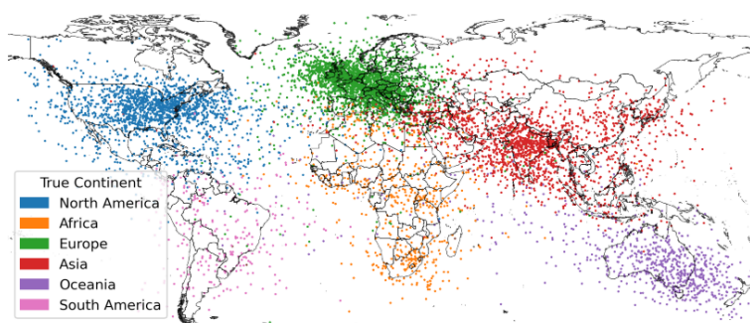 True Continent
North America
Africa
Europe
Asia
Oceania
South America